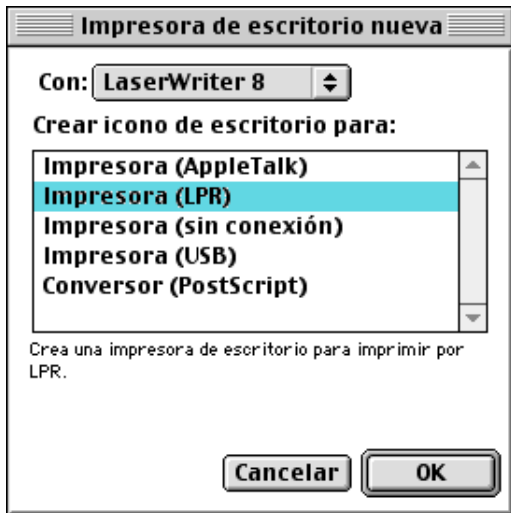 Impresora de escritorio nueva
Con: LaserWriter 8
Crear icono de escritorio para:
Impresora (AppleTalk)
Impresora (LPR)
Impresora (sin conexión)
Impresora (USB)
Conversor (PostScript)
Crea una impresora de escritorio para imprimir por
LPR.
Cancelar OK